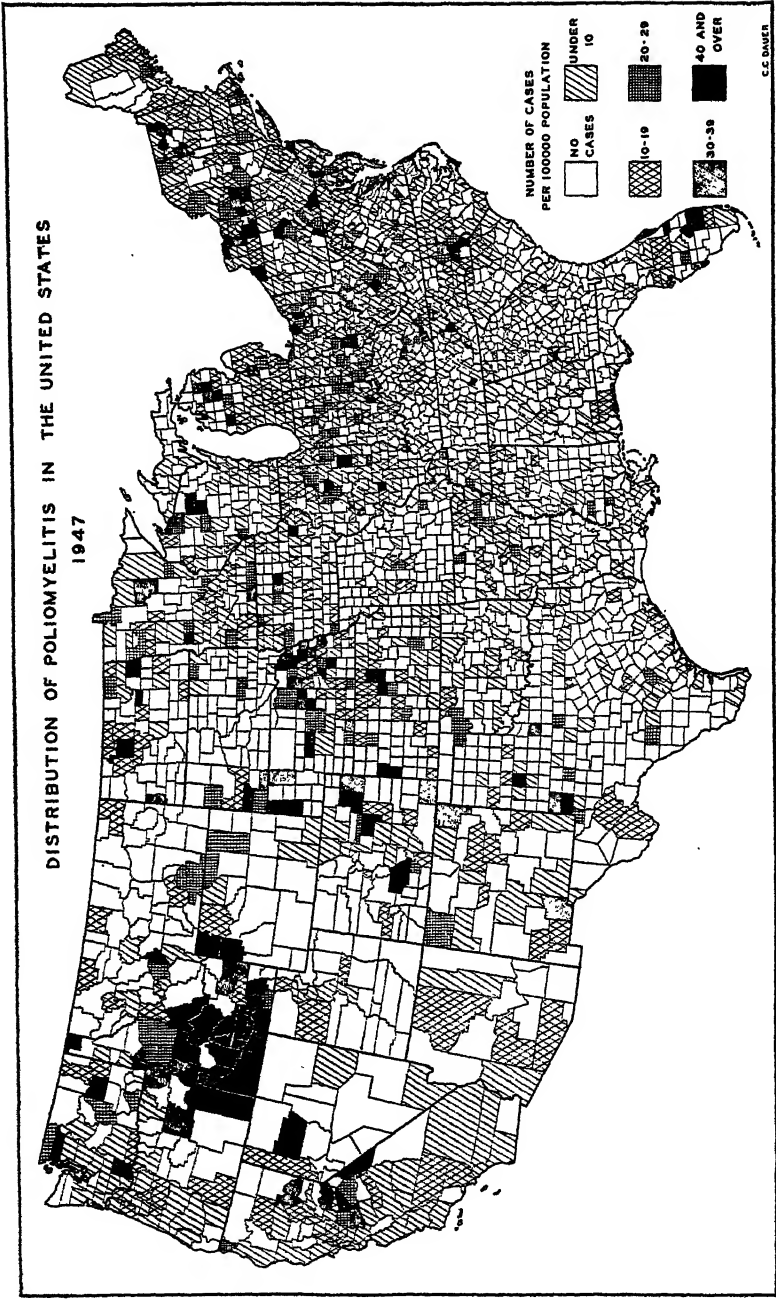 DISTRIBUTION OF POLIOMYELITIS IN THE UNITED STATES
1947
NUMBER OF CASES
PER 100000 POPULATION
NO
CASES
UNDER
10
10-19
20-29
30-39
40 AND
OVER
C.C. DAUER